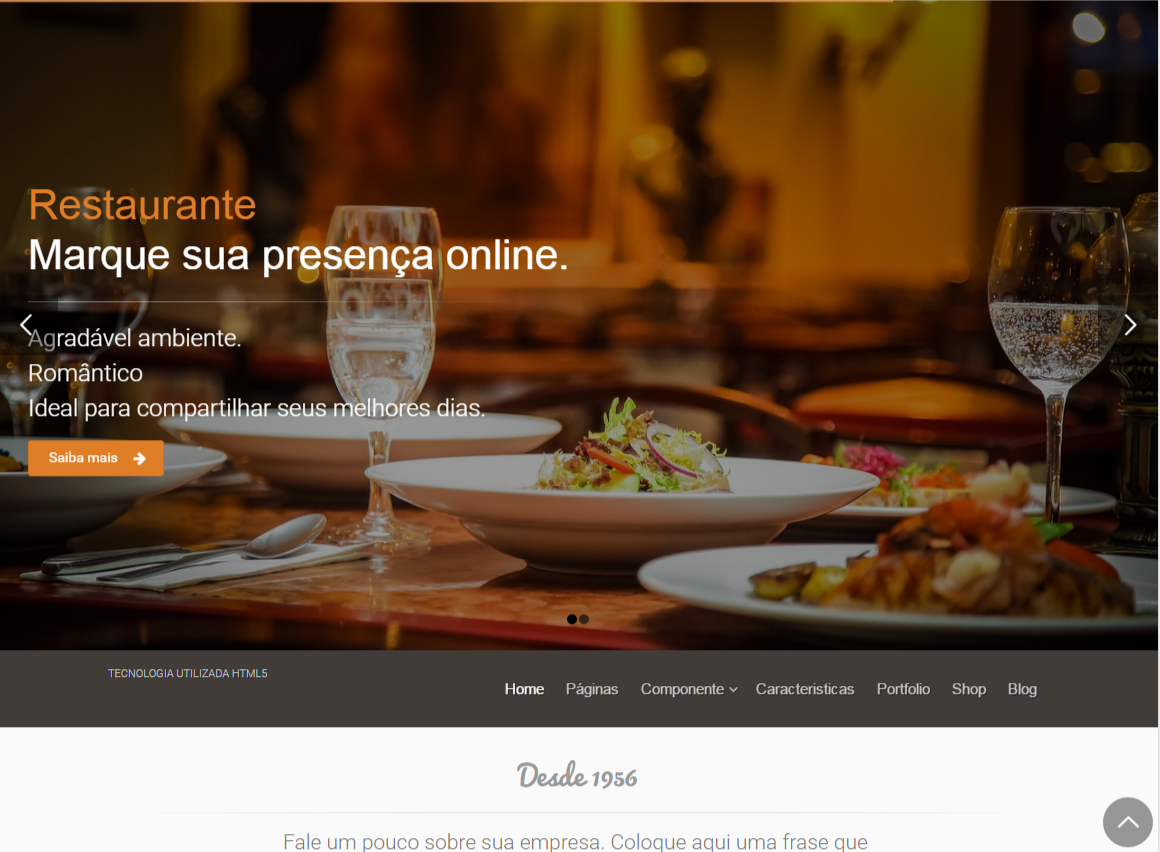 Restaurante
Marque sua presença online.
Agradável ambiente.
Romântico
Ideal para compartilhar seus melhores dias.
Saiba mais
TECNOLOGIA UTILIZADA HTML5
Home Páginas Componente Caracteristicas Portfolio Shop Blog
Desde 1956
Fale um pouco sobre sua empresa. Coloque aqui uma frase que